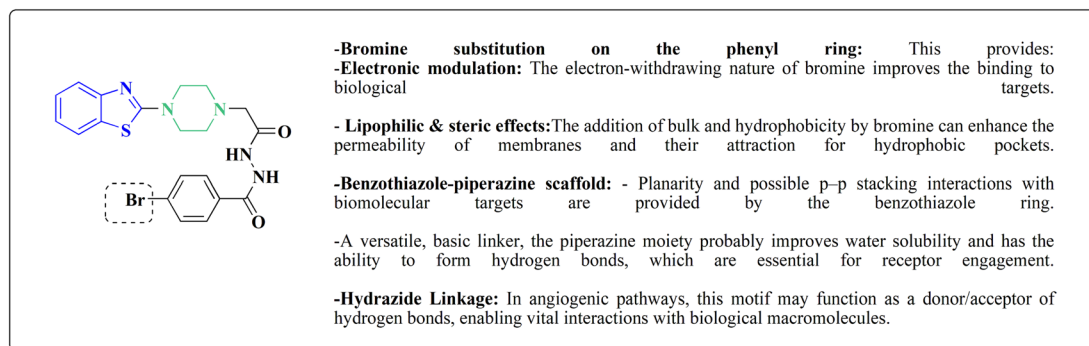 -Bromine substitution on the phenyl ring: This provides:
-Electronic modulation: The electron-withdrawing nature of bromine improves the binding to
biological targets.
- Lipophilic & steric effects:The addition of bulk and hydrophobicity by bromine can enhance the
permeability of membranes and their attraction for hydrophobic pockets.
-Benzothiazole-piperazine scaffold: - Planarity and possible p–p stacking interactions with
biomolecular targets are provided by the benzothiazole ring.
-A versatile, basic linker, the piperazine moiety probably improves water solubility and has the
ability to form hydrogen bonds, which are essential for receptor engagement.
-Hydrazide Linkage: In angiogenic pathways, this motif may function as a donor/acceptor of
hydrogen bonds, enabling vital interactions with biological macromolecules.
N
S
N
N
O
HN
NH
Br
O